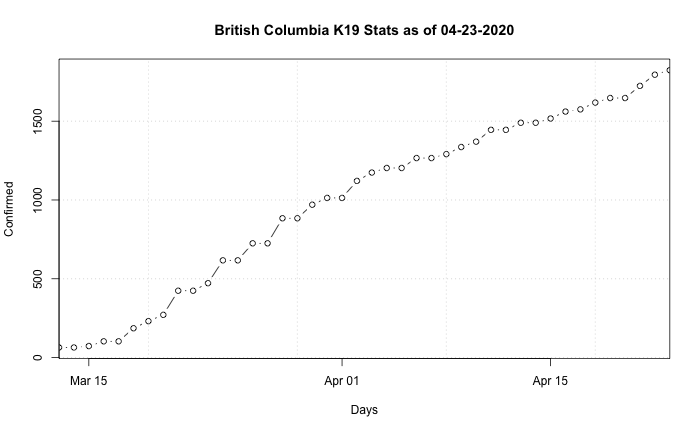 British Columbia K19 Stats as of 04-23-2020
Confirmed
1500
1000
500
0
Mar 15
Apr 01
Apr 15
Days